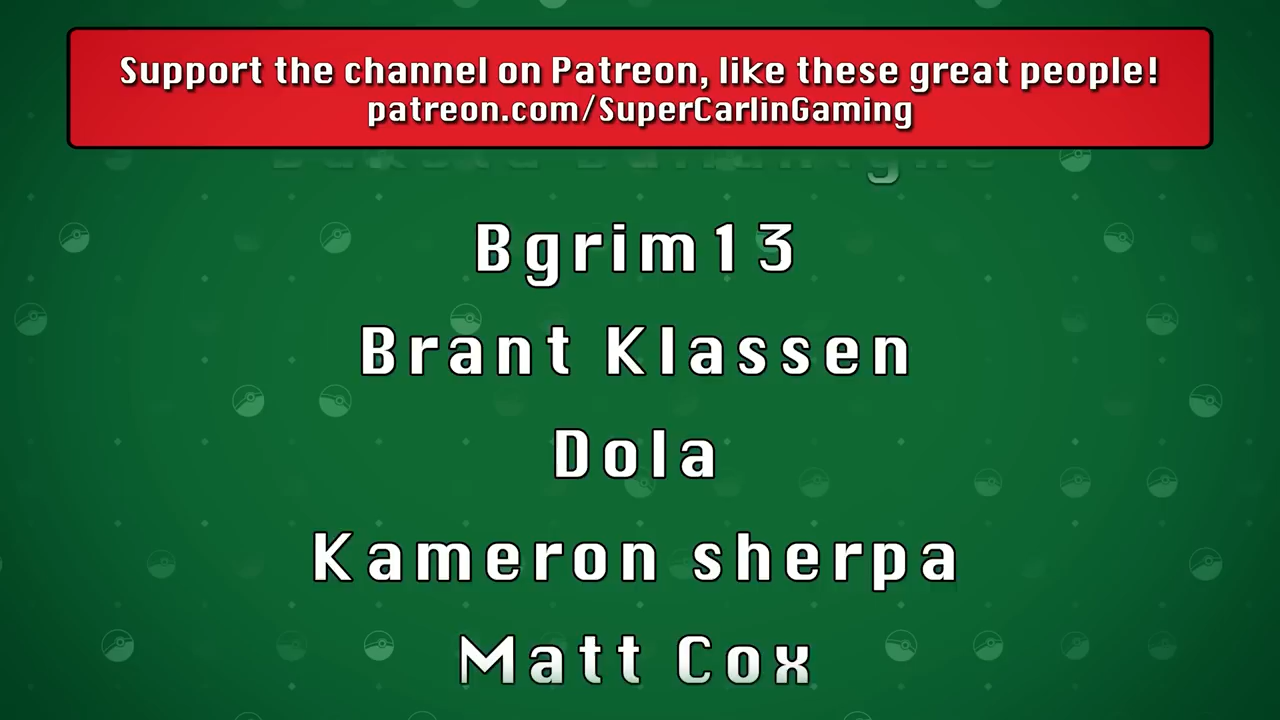 Support the channel on Patreon, like these great people!
patreon.com/SuperCarlinGaming
Bgrim13
Brant Klassen
Dola
Kameron sherpa
Matt Cox